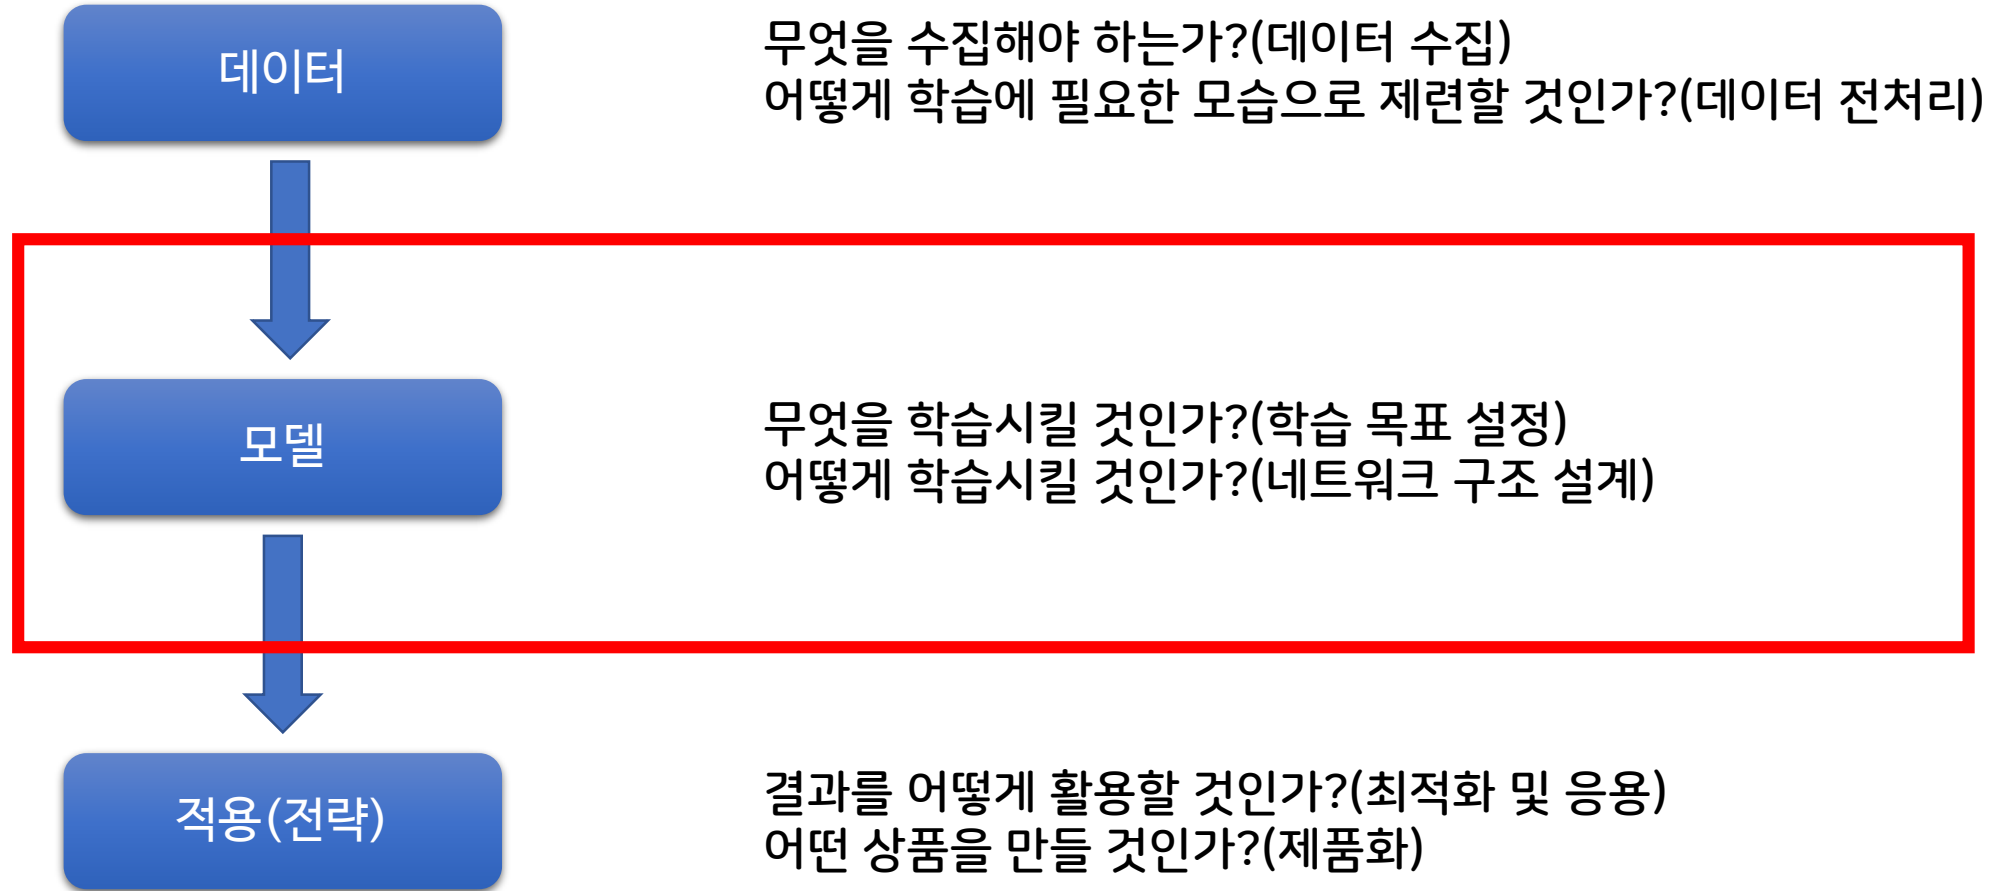 데이터
무엇을 수집해야 하는가?(데이터 수집)
어떻게 학습에 필요한 모습으로 제련할 것인가?(데이터 전처리)
모델
무엇을 학습시킬 것인가?(학습 목표 설정)
어떻게 학습시킬 것인가?(네트워크 구조 설계)
적용(전략)
결과를 어떻게 활용할 것인가?(최적화 및 응용)
어떤 상품을 만들 것인가?(제품화)